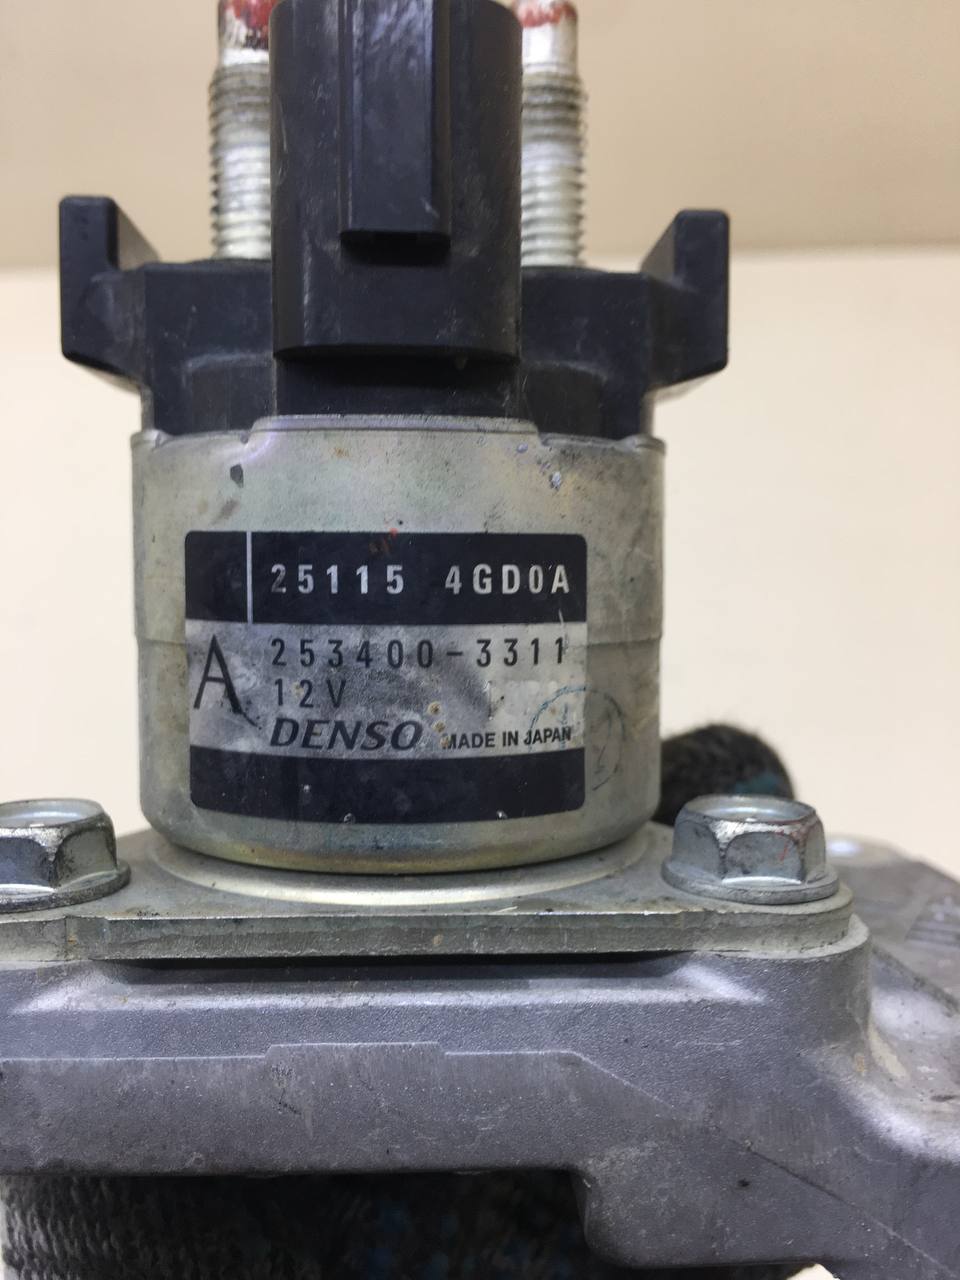 25115 4GD0A
A
253400-3311
12V
DENSO MADE IN JAPAN